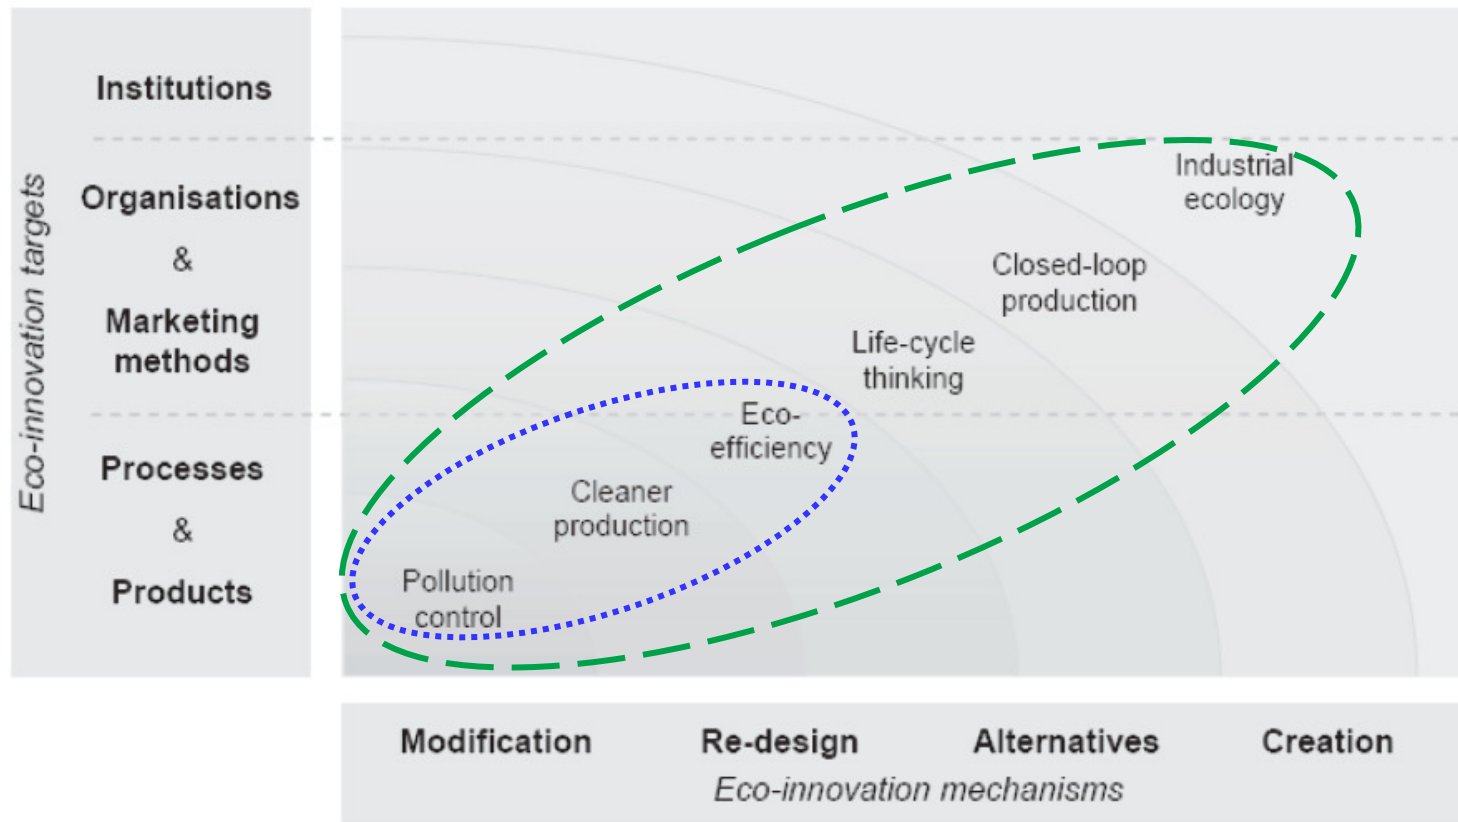 Eco-innovation targets
Institutions
Organisations
&
Marketing
methods
Processes
&
Products
Industrial
ecology
Closed-loop
production
Life-cycle
thinking
Eco-
efficiency
Cleaner
production
Pollution
control
Modification
Re-design
Alternatives
Creation
Eco-innovation mechanisms